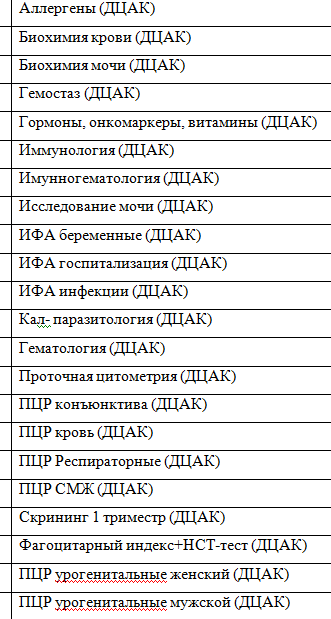 Аллергены (ДЦАК)
Биохимия крови (ДЦАК)
Биохимия мочи (ДЦАК)
Гемостаз (ДЦАК)
Гормоны, онкомаркеры, витамины (ДЦАК)
Иммунология (ДЦАК)
Имунногематология (ДЦАК)
Исследование мочи (ДЦАК)
ИФА беременные (ДЦАК)
ИФА госпитализация (ДЦАК)
ИФА инфекции (ДЦАК)
Кал- паразитология (ДЦАК)
Гематология (ДЦАК)
Проточная цитометрия (ДЦАК)
ПЦР конъюнктива (ДЦАК)
ПЦР кровь (ДЦАК)
ПЦР Респираторные (ДЦАК)
ПЦР СМЖ (ДЦАК)
Скрининг 1 триместр (ДЦАК)
Фагоцитарный индекс+НСТ-тест (ДЦАК)
ПЦР урогенитальные женский (ДЦАК)
ПЦР урогенитальные мужской (ДЦАК)